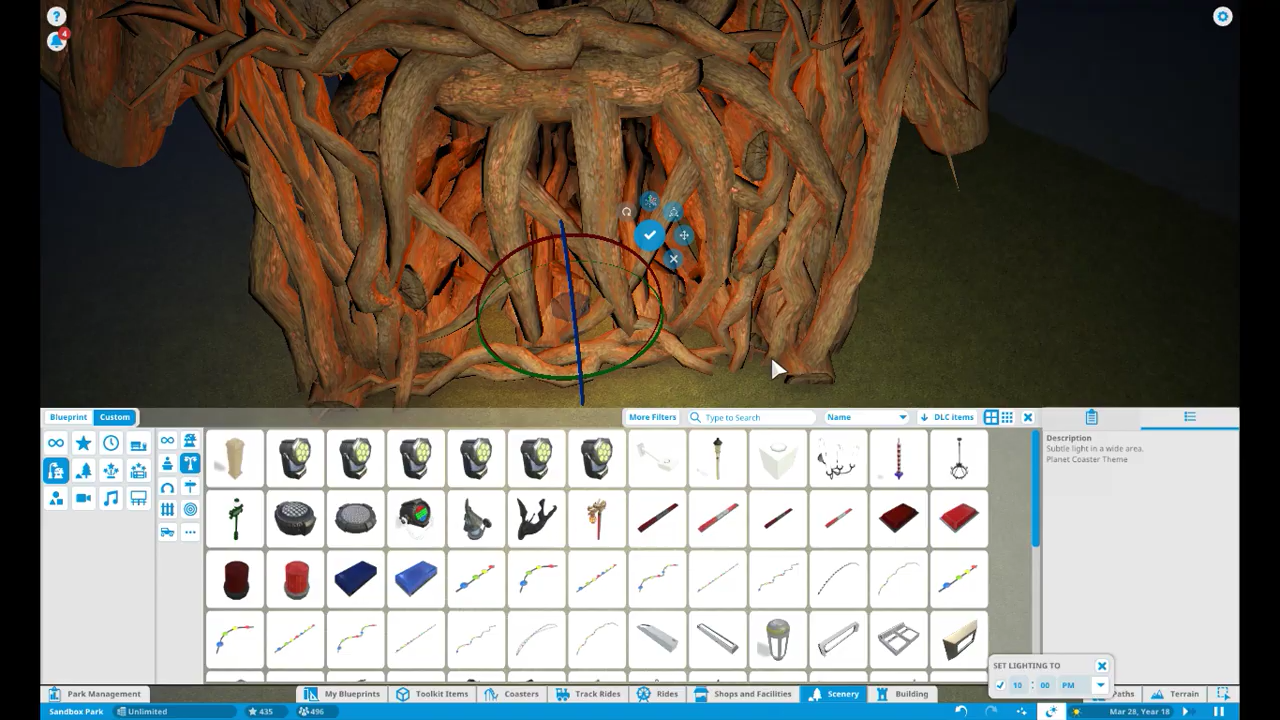 ?
4
Blueprint
Custom
More Filters
Type to Search
Name
DLC items
Description
Subtle light in a wide area.
Planet Coaster Theme
SET LIGHTING TO
10 : 00 PM
Park Management
My Blueprints
Toolkit Items
Coasters
Track Rides
Rides
Shops and Facilities
Scenery
Building
Paths
Terrain
Sandbox Park
Unlimited
435
496
Mar 28, Year 18